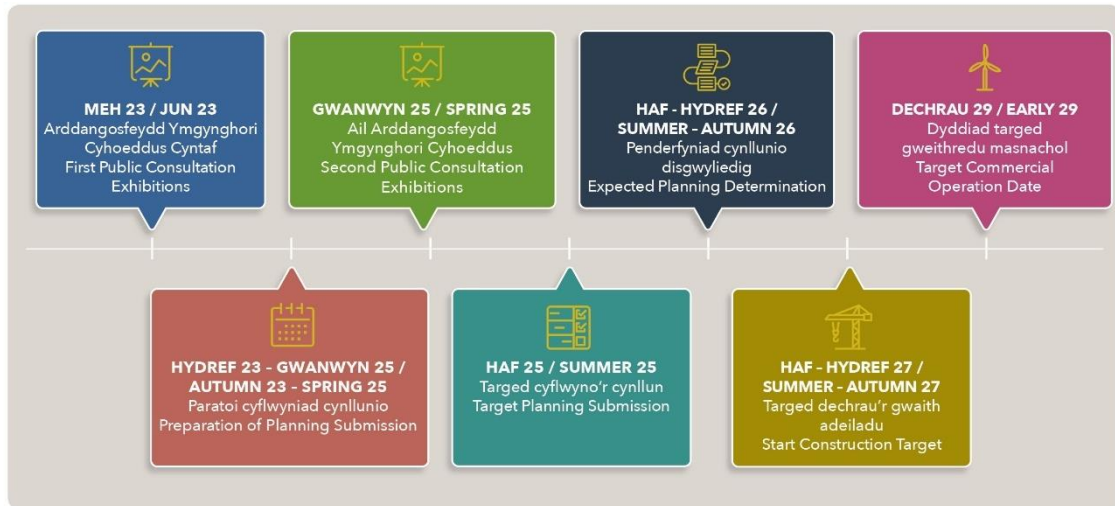 MEH 23 / JUN 23
Arddangosfeydd Ymgynghori
Cyhoeddus Cyntaf
First Public Consultation
Exhibitions
HYDREF 23 – GWANWYN 25 /
AUTUMN 23 – SPRING 25
Paratoi cyflwyniad cynllunio
Preparation of Planning Submission
GWANWYN 25 / SPRING 25
Ail Arddangosfeydd
Ymgynghori Cyhoeddus
Second Public Consultation
Exhibitions
HAF 25 / SUMMER 25
Targed cyflwyno’r cynllun
Target Planning Submission
HAF - HYDREF 26 /
SUMMER – AUTUMN 26
Penderfyniad cynllunio
disgwyliedig
Expected Planning Determination
HAF – HYDREF 27 /
SUMMER – AUTUMN 27
Targed dechrau’r gwaith
adeiladu
Start Construction Target
DECHRAU 29 / EARLY 29
Dyddiad targed
gweithredu masnachol
Target Commercial
Operation Date